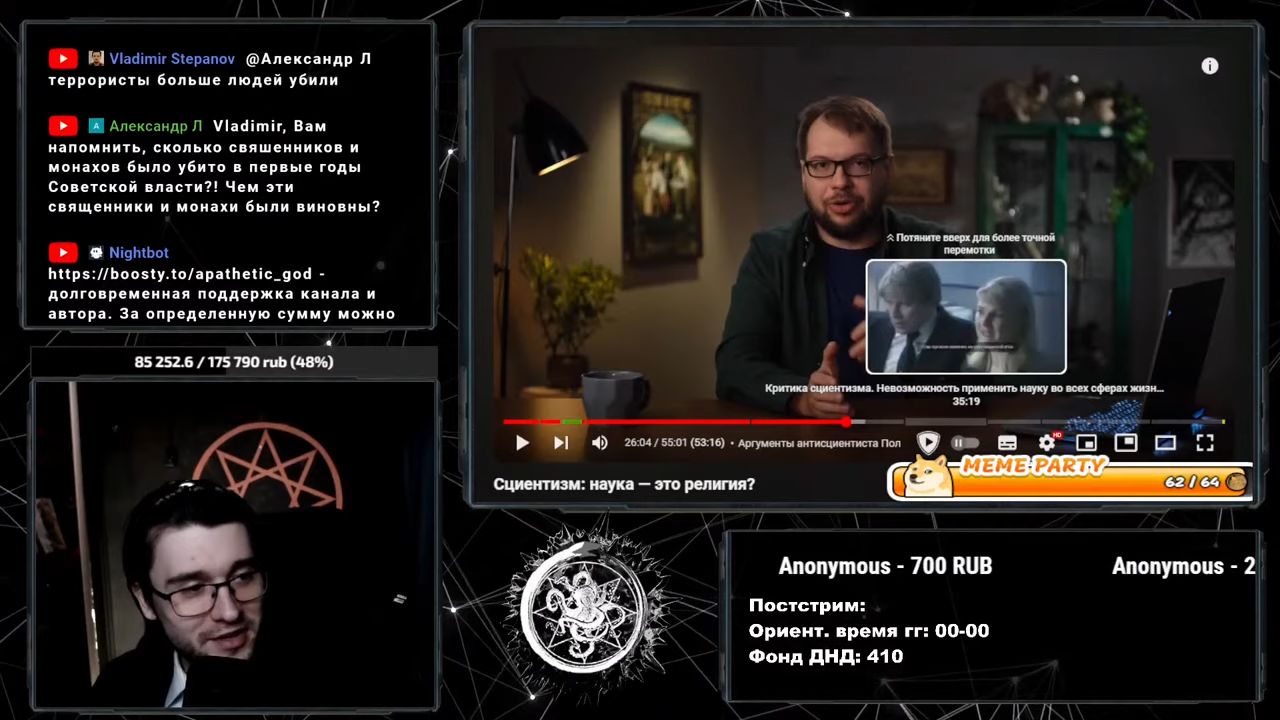 Vladimir Stepanov @Александр Л
террористы больше людей убили
А Александр Л Vladimir, Вам
напомнить, сколько свяшенников и
монахов было убито в первые годы
Советской власти?! Чем эти
священники и монахи были виновны?
Nightbot
https://boosty.to/apathetic_god -
долговременная поддержка канала и
автора. За определенную сумму можно
85 252.6 / 175 790 rub (48%)
Потяните вверх для более точной
перемотки
Критика сциентизма. Невозможность применить науку во всех сферах жизн...
35:19
26:04 / 55:01 (53:16) • Аргументы антисциентиста Пол
HD
Сциентизм: наука — это религия?
MEME PARTY
62 / 64
Anonymous - 700 RUB Anonymous - 2
Постстрим:
Ориент. время гг: 00-00
Фонд ДНД: 410